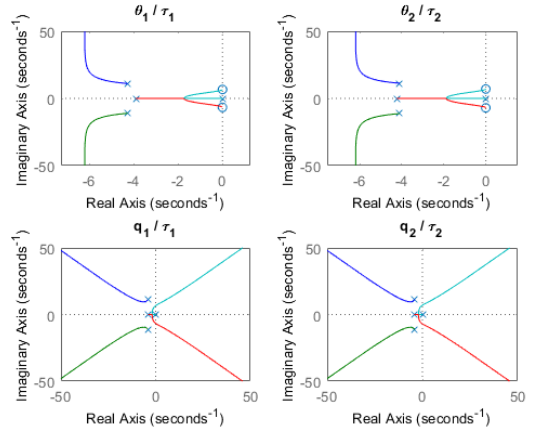 θ1 / τ1
θ2 / τ2
50
0
-50
-6 -4 -2 0
Real Axis (seconds-1)
Imaginary Axis (seconds-1)
50
0
-50
-6 -4 -2 0
Real Axis (seconds-1)
Imaginary Axis (seconds-1)
q1 / τ1
q2 / τ2
50
0
-50
-50 0 50
Real Axis (seconds-1)
Imaginary Axis (seconds-1)
50
0
-50
-50 0 50
Real Axis (seconds-1)
Imaginary Axis (seconds-1)